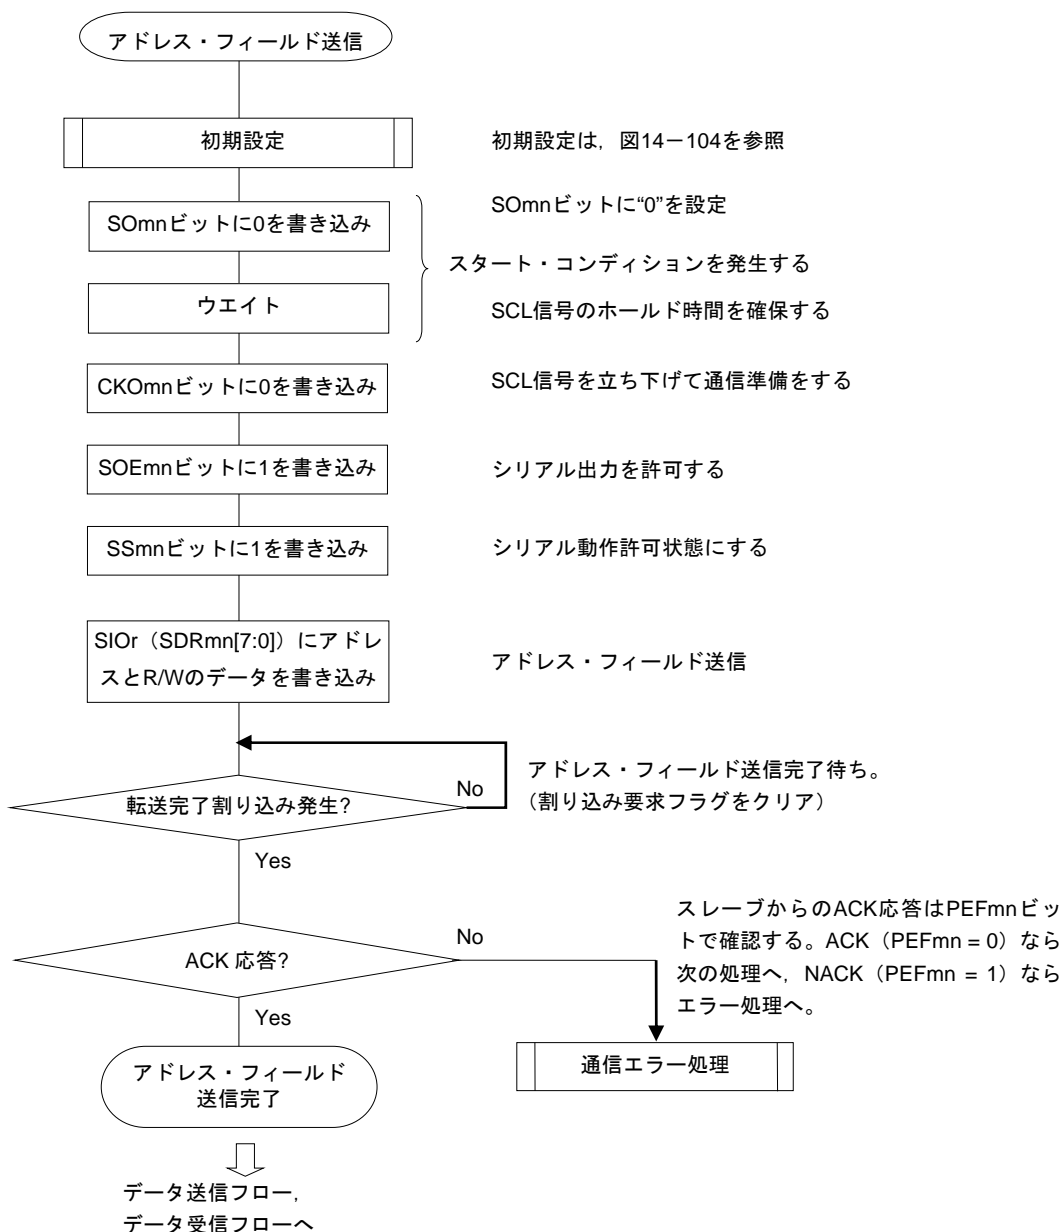 アドレス・フィールド送信
初期設定
初期設定は，図14－104を参照
SOmnビットに0を書き込み
SOmnビットに“0”を設定
スタート・コンディションを発生する
ウエイト
SCL信号のホールド時間を確保する
CKOmnビットに0を書き込み
SCL信号を立ち下げて通信準備をする
SOEmnビットに1を書き込み
シリアル出力を許可する
SSmnビットに1を書き込み
シリアル動作許可状態にする
SIOr（SDRmn[7:0]）にアドレ
スとR/Wのデータを書き込み
アドレス・フィールド送信
転送完了割り込み発生?
No
アドレス・フィールド送信完了待ち。
（割り込み要求フラグをクリア）
Yes
ACK 応答?
No
スレーブからのACK応答はPEFmnビッ
トで確認する。ACK（PEFmn = 0）なら
次の処理へ，NACK（PEFmn = 1）なら
エラー処理へ。
Yes
通信エラー処理
アドレス・フィールド
送信完了
データ送信フロー，
データ受信フローへ